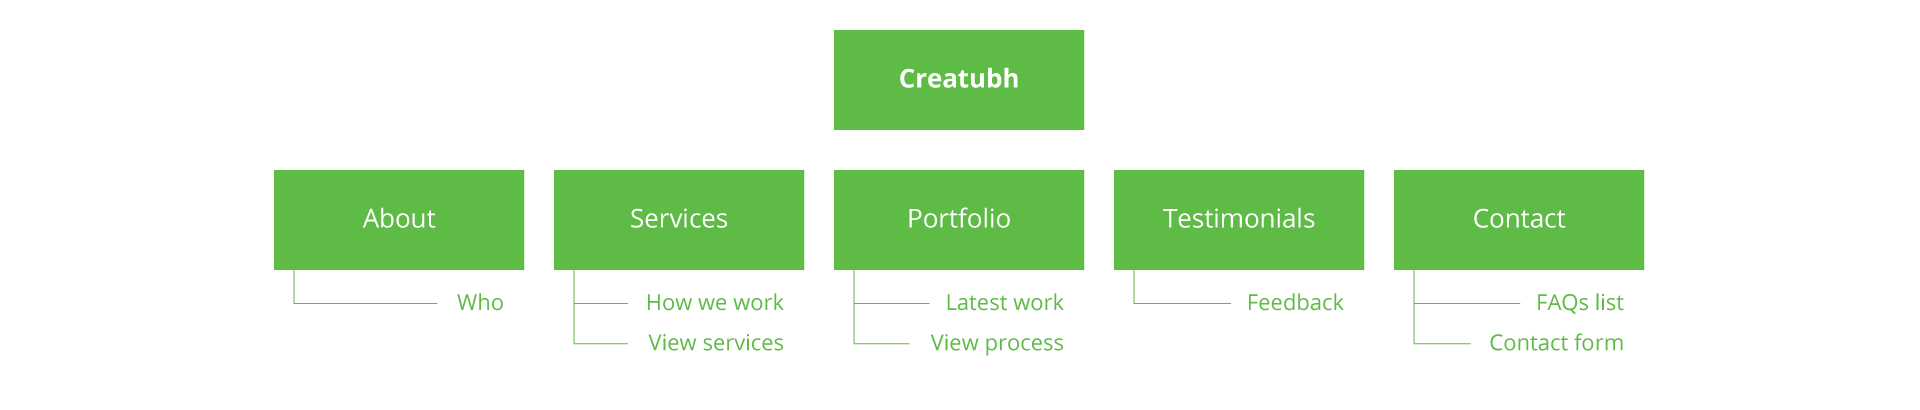 Creatubh
About
Services
Portfolio
Testimonials
Contact
Who
How we work
View services
Latest work
View process
Feedback
FAQs list
Contact form